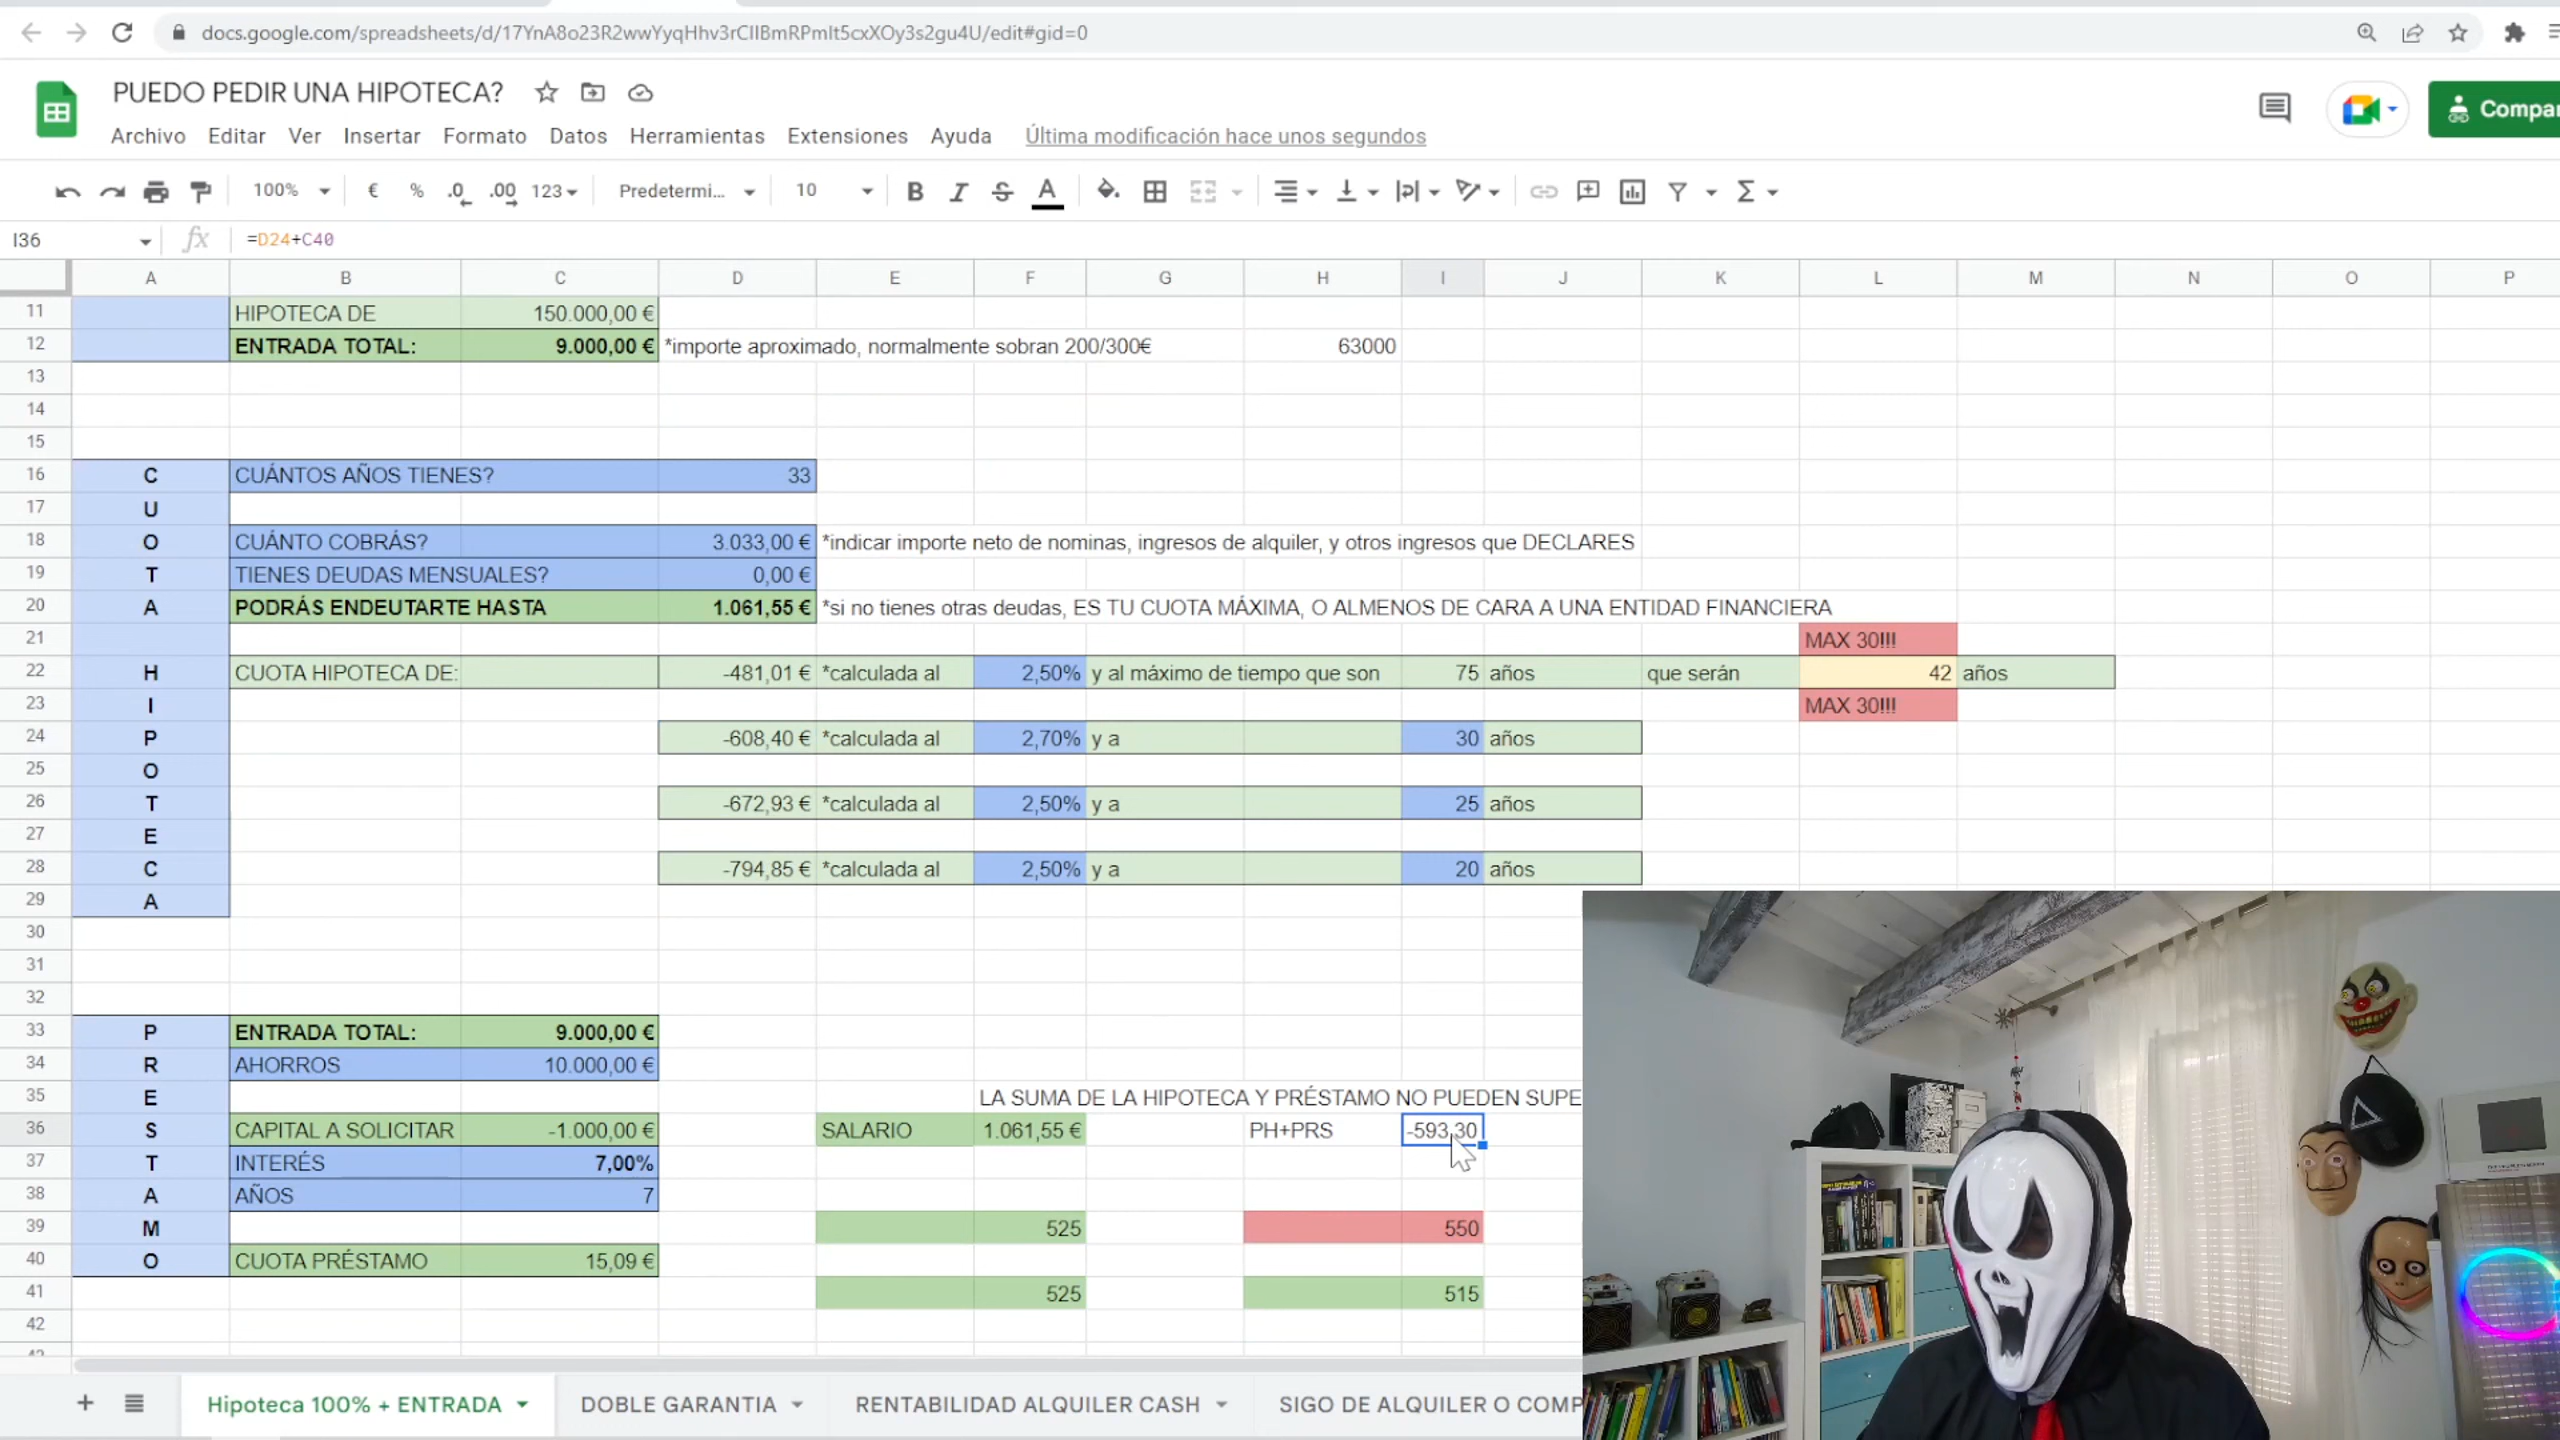 docs.google.com/spreadsheets/d/17YnA8o23R2wwYyqHhv3rCIIBmRPmIt5cxXOy3s2gu4U/edit#gid=0
PUEDO PEDIR UNA HIPOTECA?
Compar
Archivo Editar Ver Insertar Formato Datos Herramientas Extensiones Ayuda Última modificación hace unos segundos
100% € % .0 .00 123 Predetermi... 10 B I S A
I36 fx =D24+C40
A B C D E F G H I J K L M N O P
11 HIPOTECA DE 150.000,00 €
12 ENTRADA TOTAL: 9.000,00 € *importe aproximado, normalmente sobran 200/300€ 63000
13
14
15
16 C CUÁNTOS AÑOS TIENES? 33
17 U
18 O CUÁNTO COBRÁS? 3.033,00 € *indicar importe neto de nominas, ingresos de alquiler, y otros ingresos que DECLARES
19 T TIENES DEUDAS MENSUALES? 0,00 €
20 A PODRÁS ENDEUTARTE HASTA 1.061,55 € *si no tienes otras deudas, ES TU CUOTA MÁXIMA, O ALMENOS DE CARA A UNA ENTIDAD FINANCIERA
21 MAX 30!!!
22 H CUOTA HIPOTECA DE: -481,01 € *calculada al 2,50% y al máximo de tiempo que son 75 años que serán 42 años
23 I MAX 30!!!
24 P -608,40 € *calculada al 2,70% y a 30 años
25 O
26 T -672,93 € *calculada al 2,50% y a 25 años
27 E
28 C -794,85 € *calculada al 2,50% y a 20 años
29 A
30
31
32
33 P ENTRADA TOTAL: 9.000,00 €
34 R AHORROS 10.000,00 €
35 E LA SUMA DE LA HIPOTECA Y PRÉSTAMO NO PUEDEN SUPE
36 S CAPITAL A SOLICITAR -1.000,00 € SALARIO 1.061,55 € PH+PRS -593,30
37 T INTERÉS 7,00%
38 A AÑOS 7
39 M 525 550
40 O CUOTA PRÉSTAMO 15,09 €
41 525 515
42
Hipoteca 100% + ENTRADA DOBLE GARANTIA RENTABILIDAD ALQUILER CASH SIGO DE ALQUILER O COMP